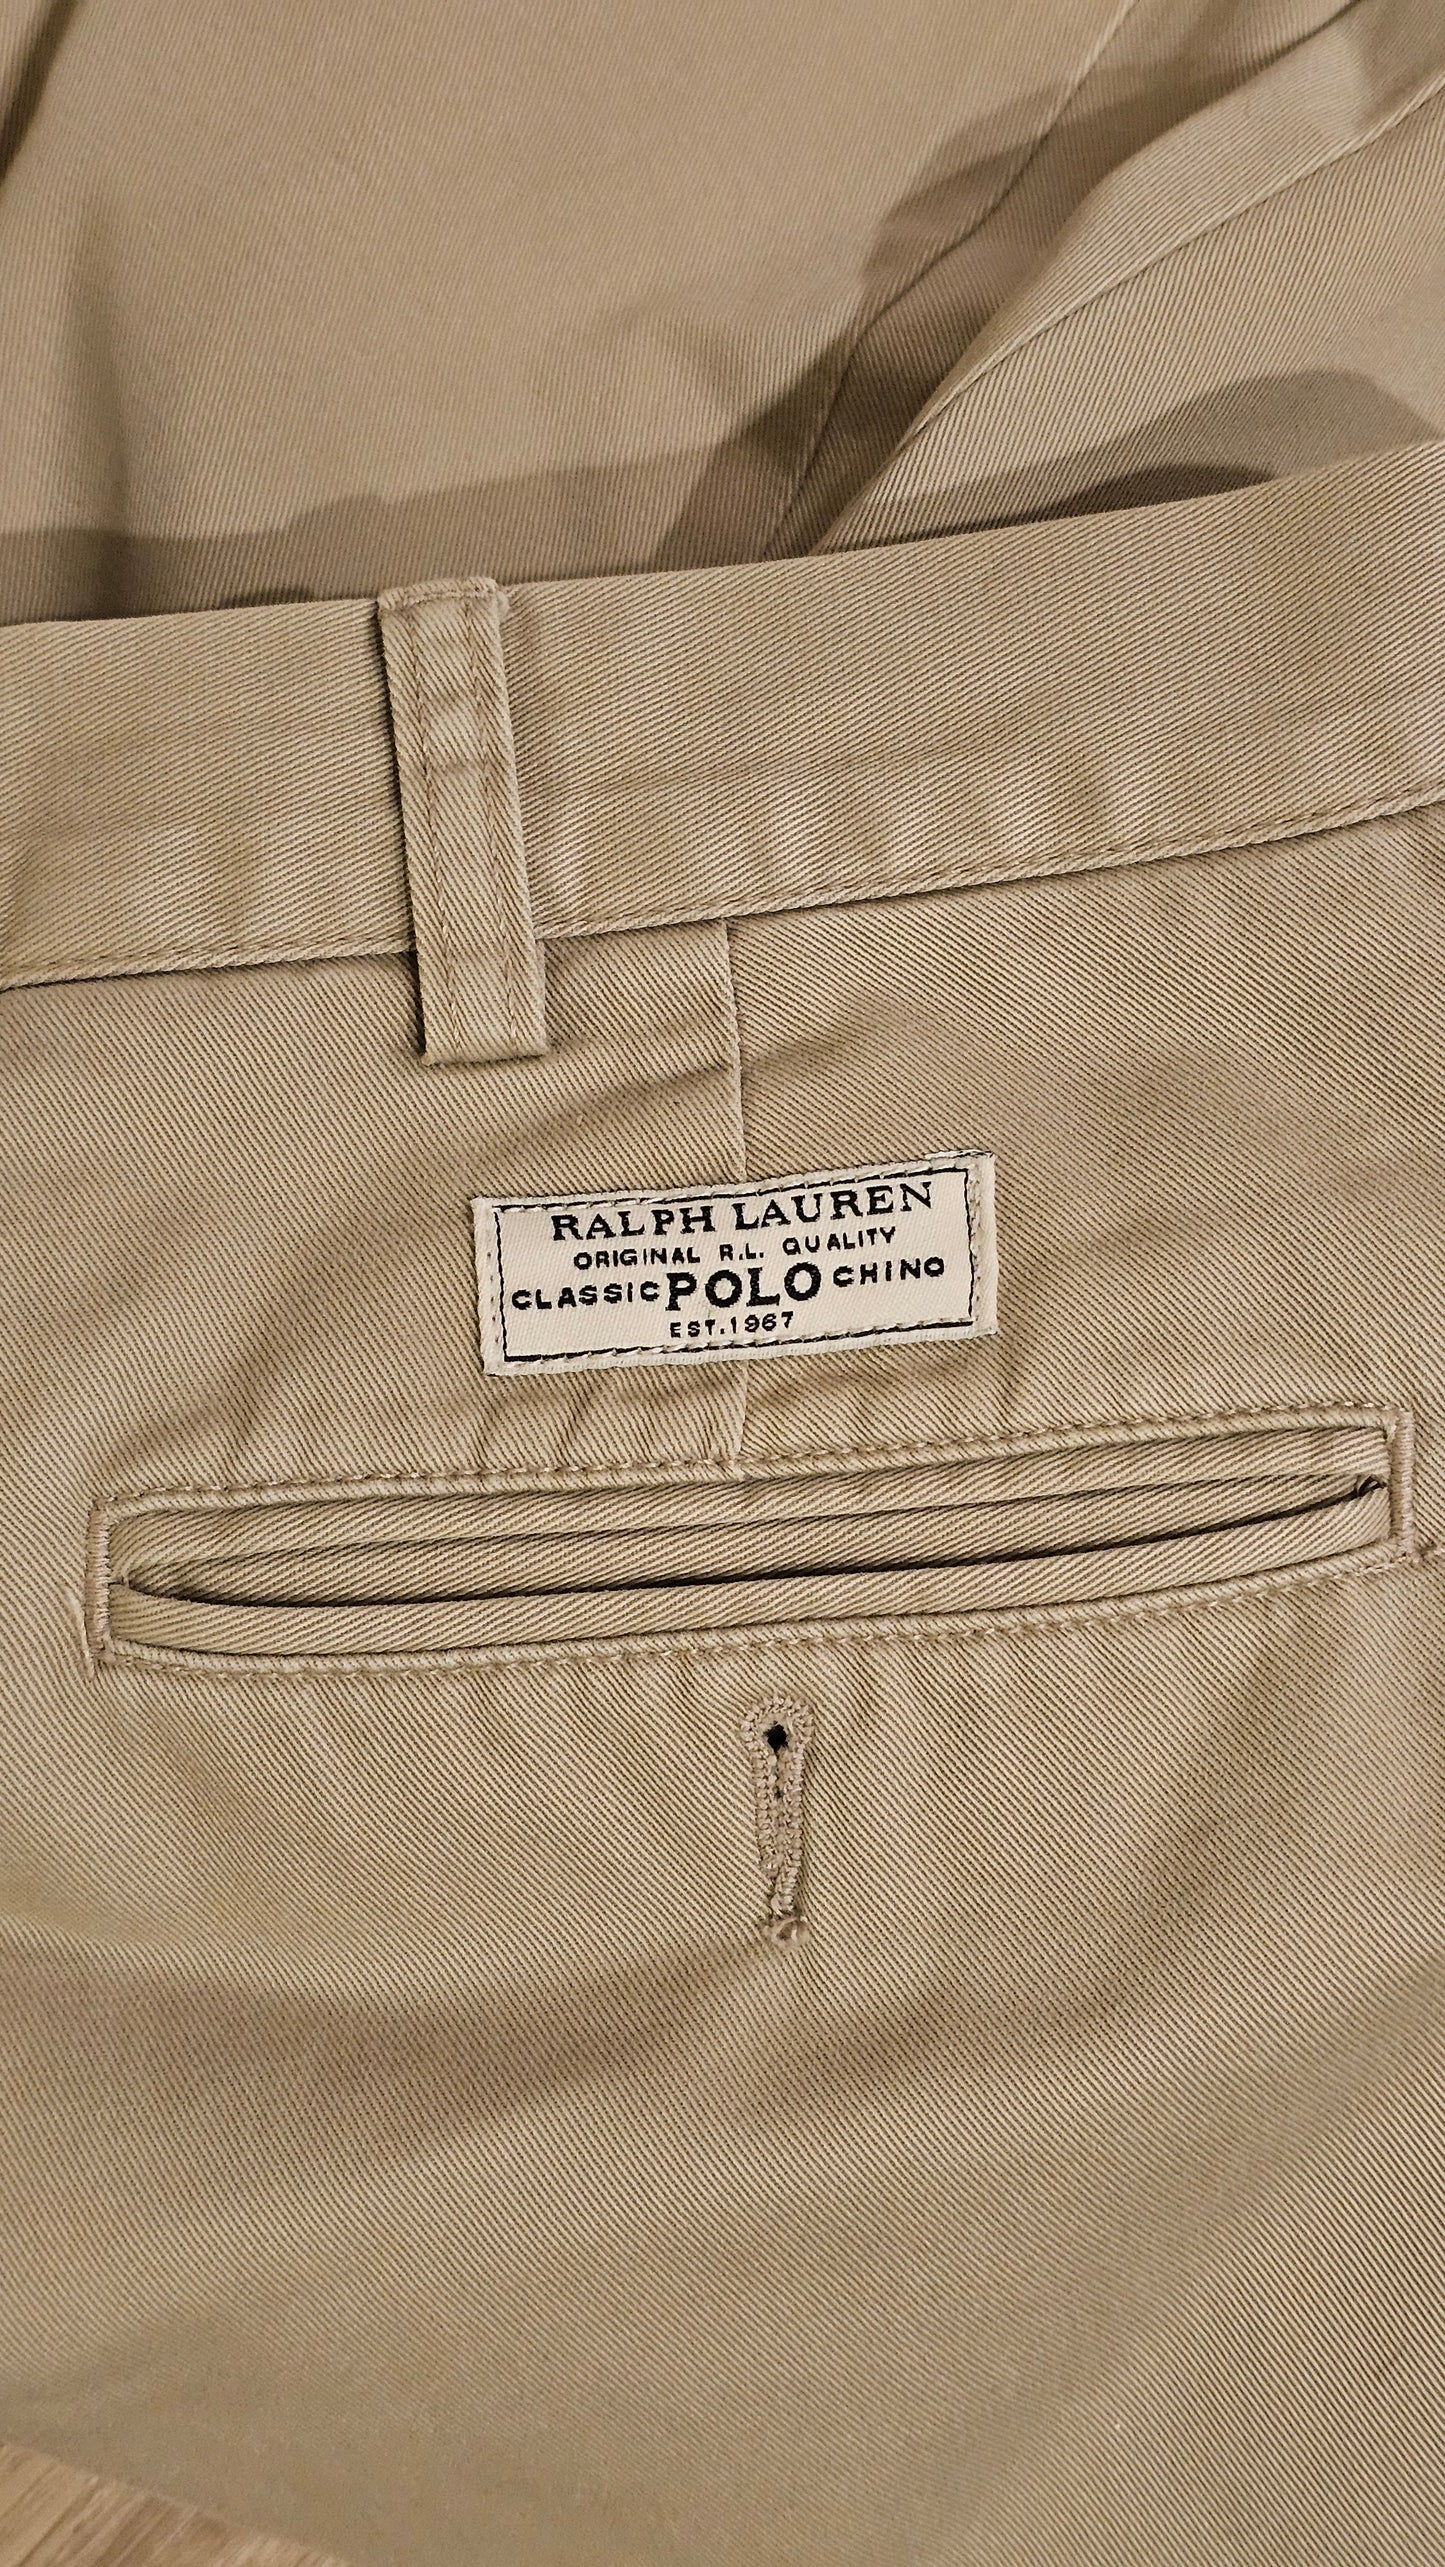 RALPH LAUREN
ORIGINAL R.L. QUALITY
CLASSIC POLO CHINO
EST. 1967